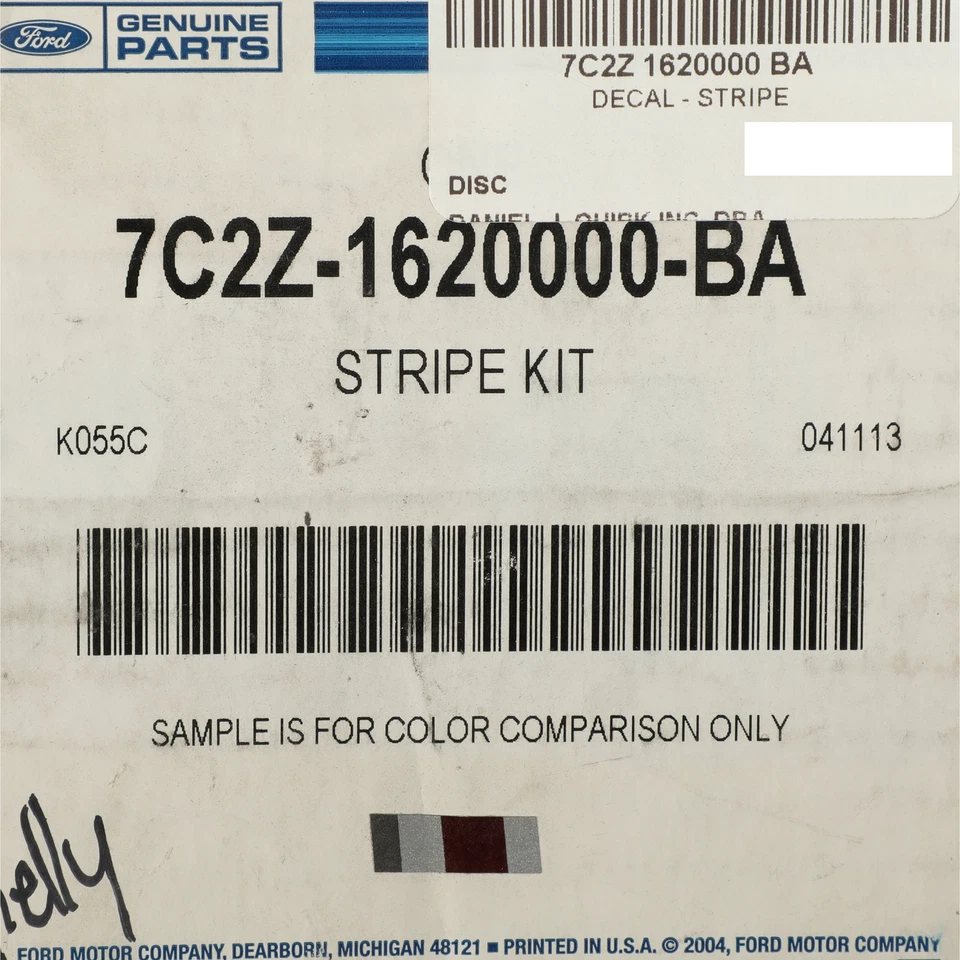 Ford
GENUINE
PARTS
7C2Z 1620000 BA
DECAL - STRIPE
DISC
7C2Z-1620000-BA
STRIPE KIT
K055C
041113
SAMPLE IS FOR COLOR COMPARISON ONLY
FORD MOTOR COMPANY, DEARBORN, MICHIGAN 48121 ■ PRINTED IN U.S.A. © 2004, FORD MOTOR COMPANY